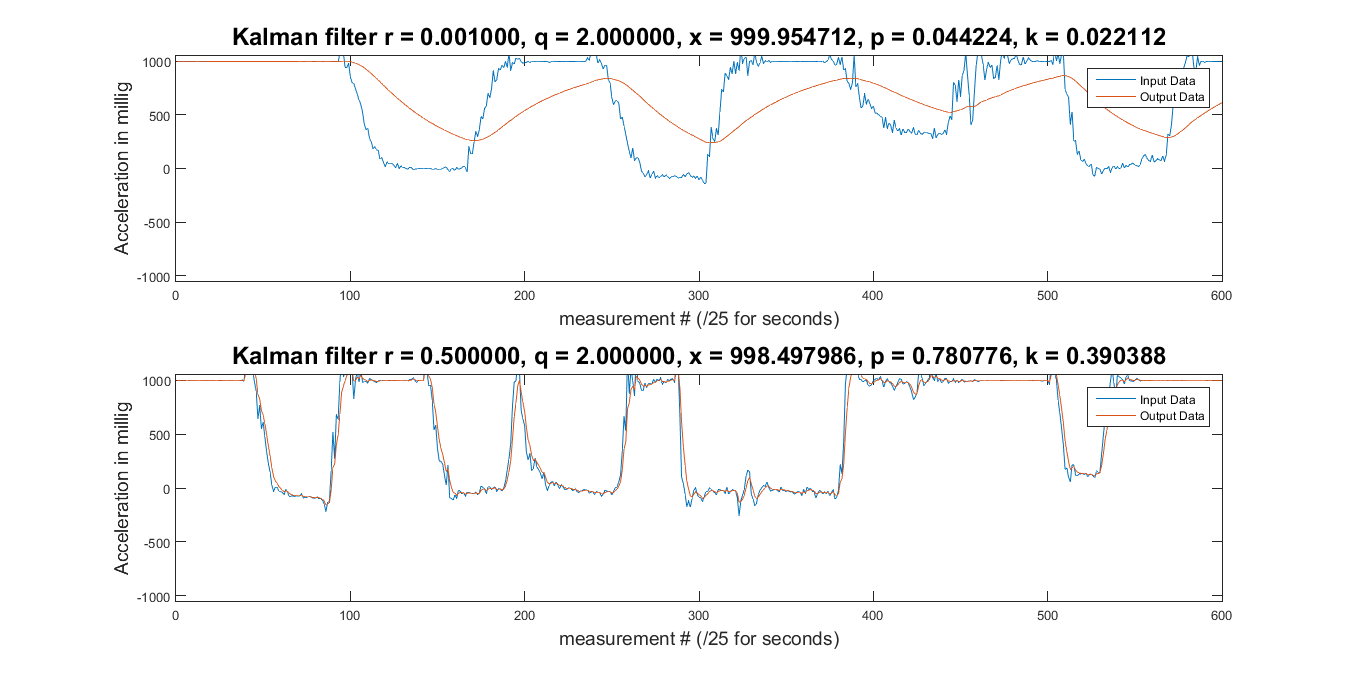 Kalman filter r = 0.001000, q = 2.000000, x = 999.954712, p = 0.044224, k = 0.022112
1000
500
0
-500
-1000
Acceleration in millig
Input Data
Output Data
0 100 200 300 400 500 600
measurement # (/25 for seconds)
Kalman filter r = 0.500000, q = 2.000000, x = 998.497986, p = 0.780776, k = 0.390388
1000
500
0
-500
-1000
Acceleration in millig
Input Data
Output Data
0 100 200 300 400 500 600
measurement # (/25 for seconds)